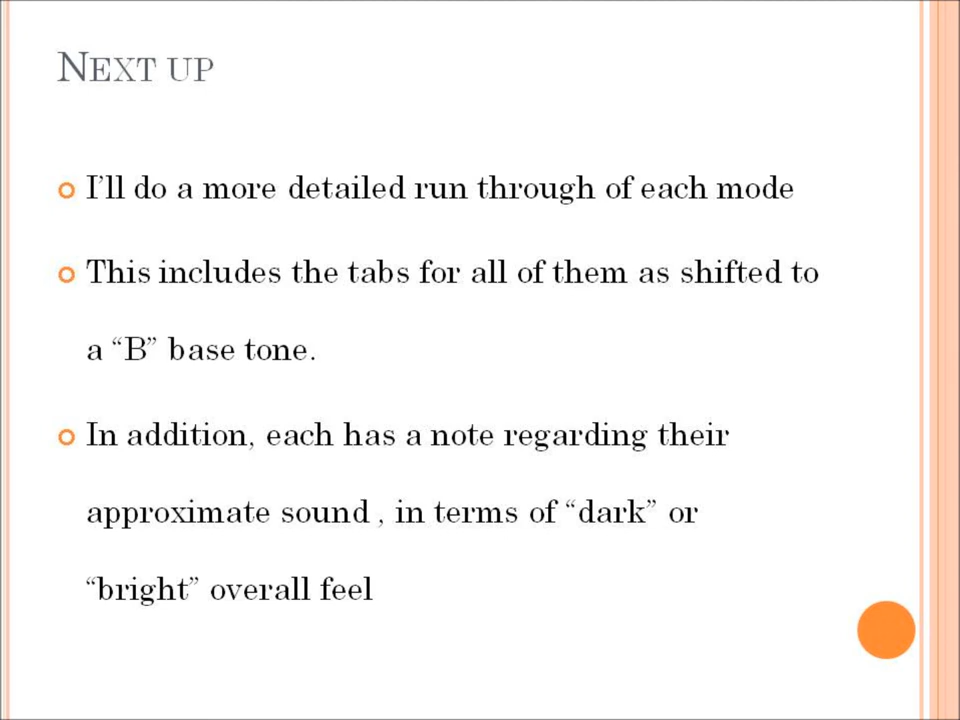 NEXT UP
I'll do a more detailed run through of each mode
This includes the tabs for all of them as shifted to
a “B” base tone.
In addition, each has a note regarding their
approximate sound , in terms of “dark” or
“bright” overall feel